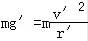 mg′ = m v′² / r′